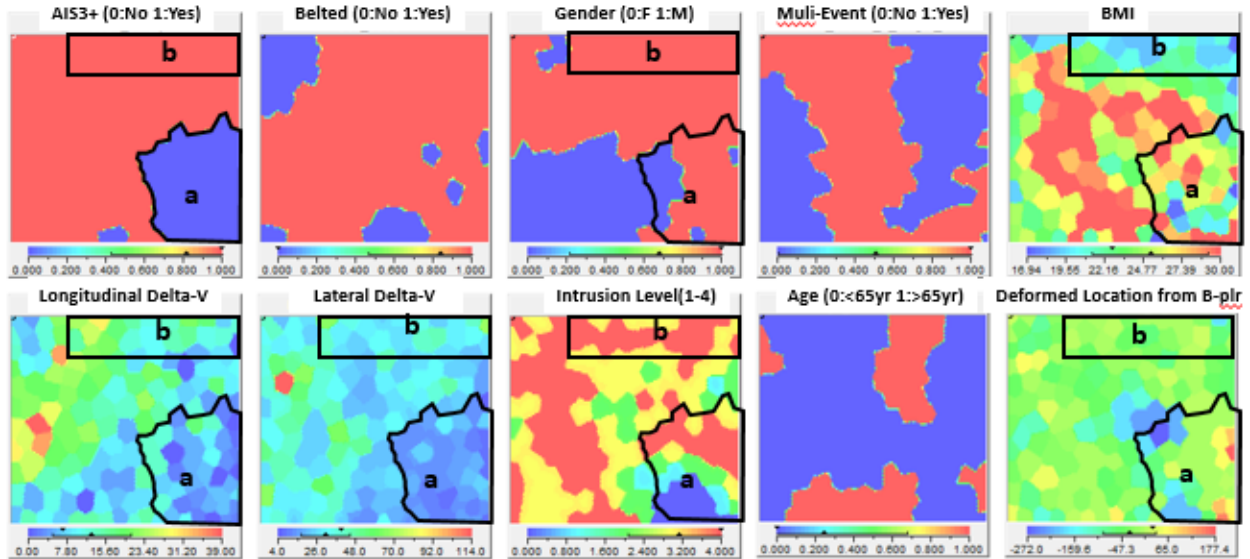 AIS3+ (0:No 1:Yes) Belted (0:No 1:Yes) Gender (0:F 1:M) Muli-Event (0:No 1:Yes) BMI
b b b
a a a
0.000 0.200 0.400 0.600 0.800 1.000 0.000 0.200 0.400 0.600 0.800 1.000 0.000 0.200 0.400 0.600 0.800 1.000 0.000 0.200 0.400 0.600 0.800 1.000 16.94 19.55 22.16 24.77 27.39 30.00
Longitudinal Delta-V Lateral Delta-V Intrusion Level(1-4) Age (0:<65yr 1:>65yr) Deformed Location from B-plr
b b b b
a a a a
0.00 7.80 15.60 23.40 31.20 39.00 4.0 26.0 48.0 70.0 92.0 114.0 0.000 0.800 1.600 2.400 3.200 4.000 0.000 0.200 0.400 0.600 0.800 1.000 -272.0 -159.6 -47.3 65.0 177.4